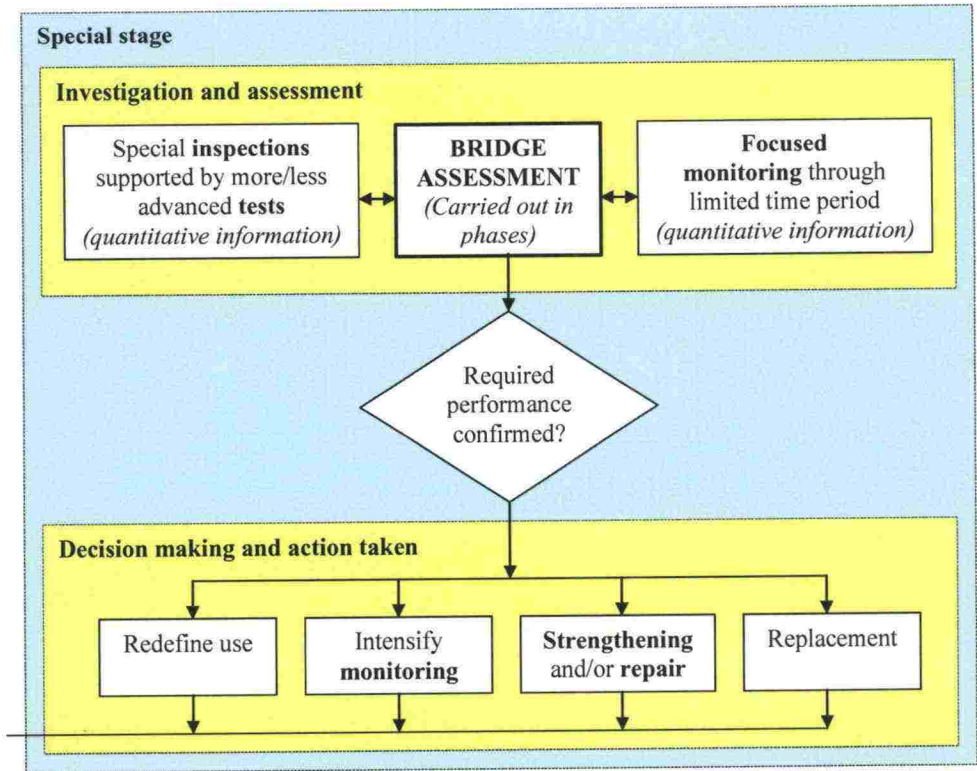 Special stage
Investigation and assessment
Special inspections
supported by more/less
advanced tests
(quantitative information)
BRIDGE
ASSESSMENT
(Carried out in
phases)
Focused
monitoring through
limited time period
(quantitative information)
Required
performance
confirmed?
Decision making and action taken
Redefine use
Intensify
monitoring
Strengthening
and/or repair
Replacement